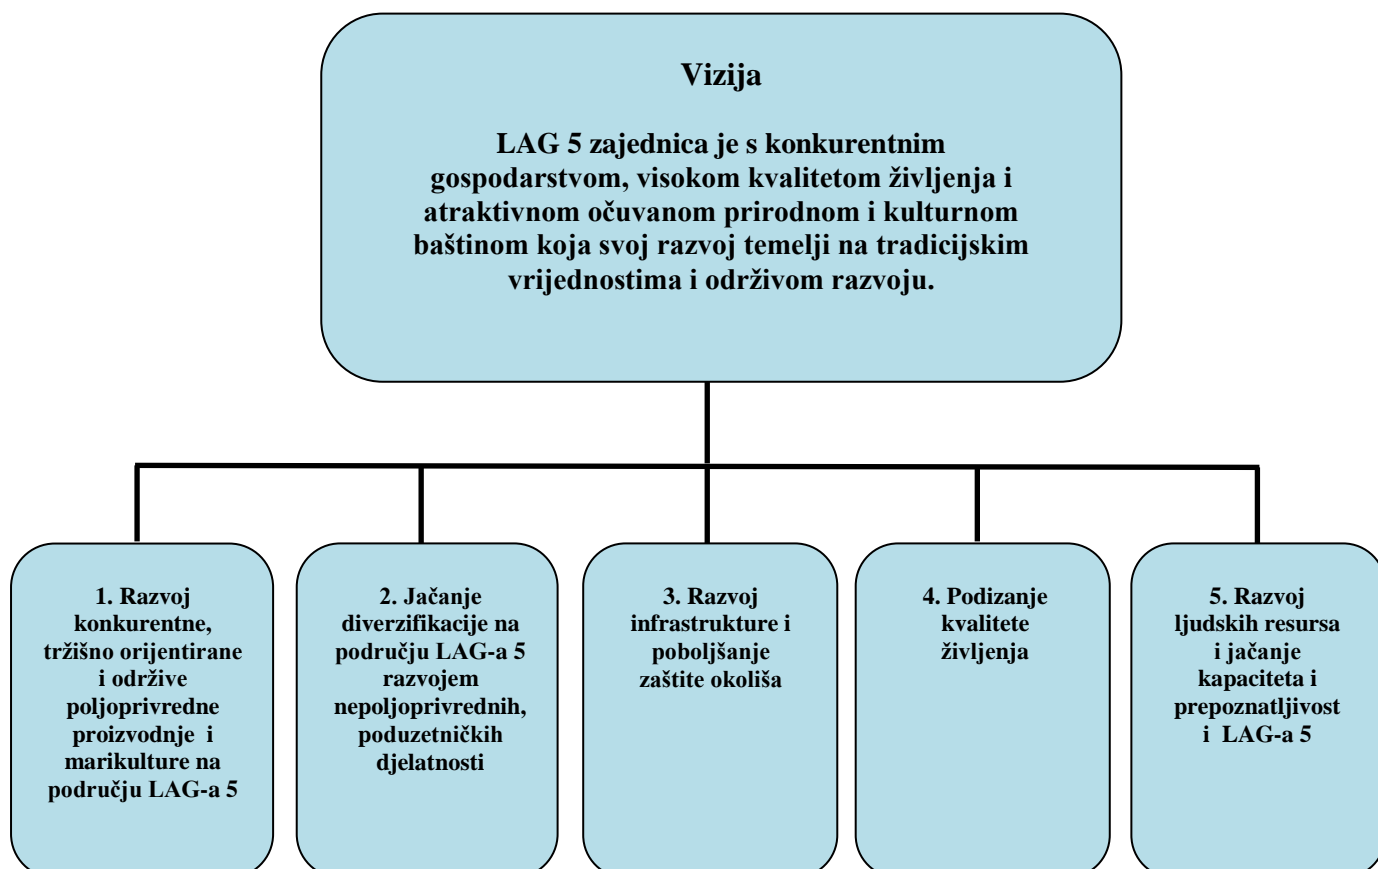 Vizija
LAG 5 zajednica je s konkurentnim
gospodarstvom, visokom kvalitetom življenja i
atraktivnom očuvanom prirodnom i kulturnom
baštinom koja svoj razvoj temelji na tradicijskim
vrijednostima i održivom razvoju.
1. Razvoj
konkurentne,
tržišno orijentirane
i održive
poljoprivredne
proizvodnje i
marikulture na
području LAG-a 5
2. Jačanje
diverzifikacije na
području LAG-a 5
razvojem
nepoljoprivrednih,
poduzetničkih
djelatnosti
3. Razvoj
infrastrukture i
poboljšanje
zaštite okoliša
4. Podizanje
kvalitete
življenja
5. Razvoj
ljudskih resursa
i jačanje
kapaciteta i
prepoznatljivost
i LAG-a 5